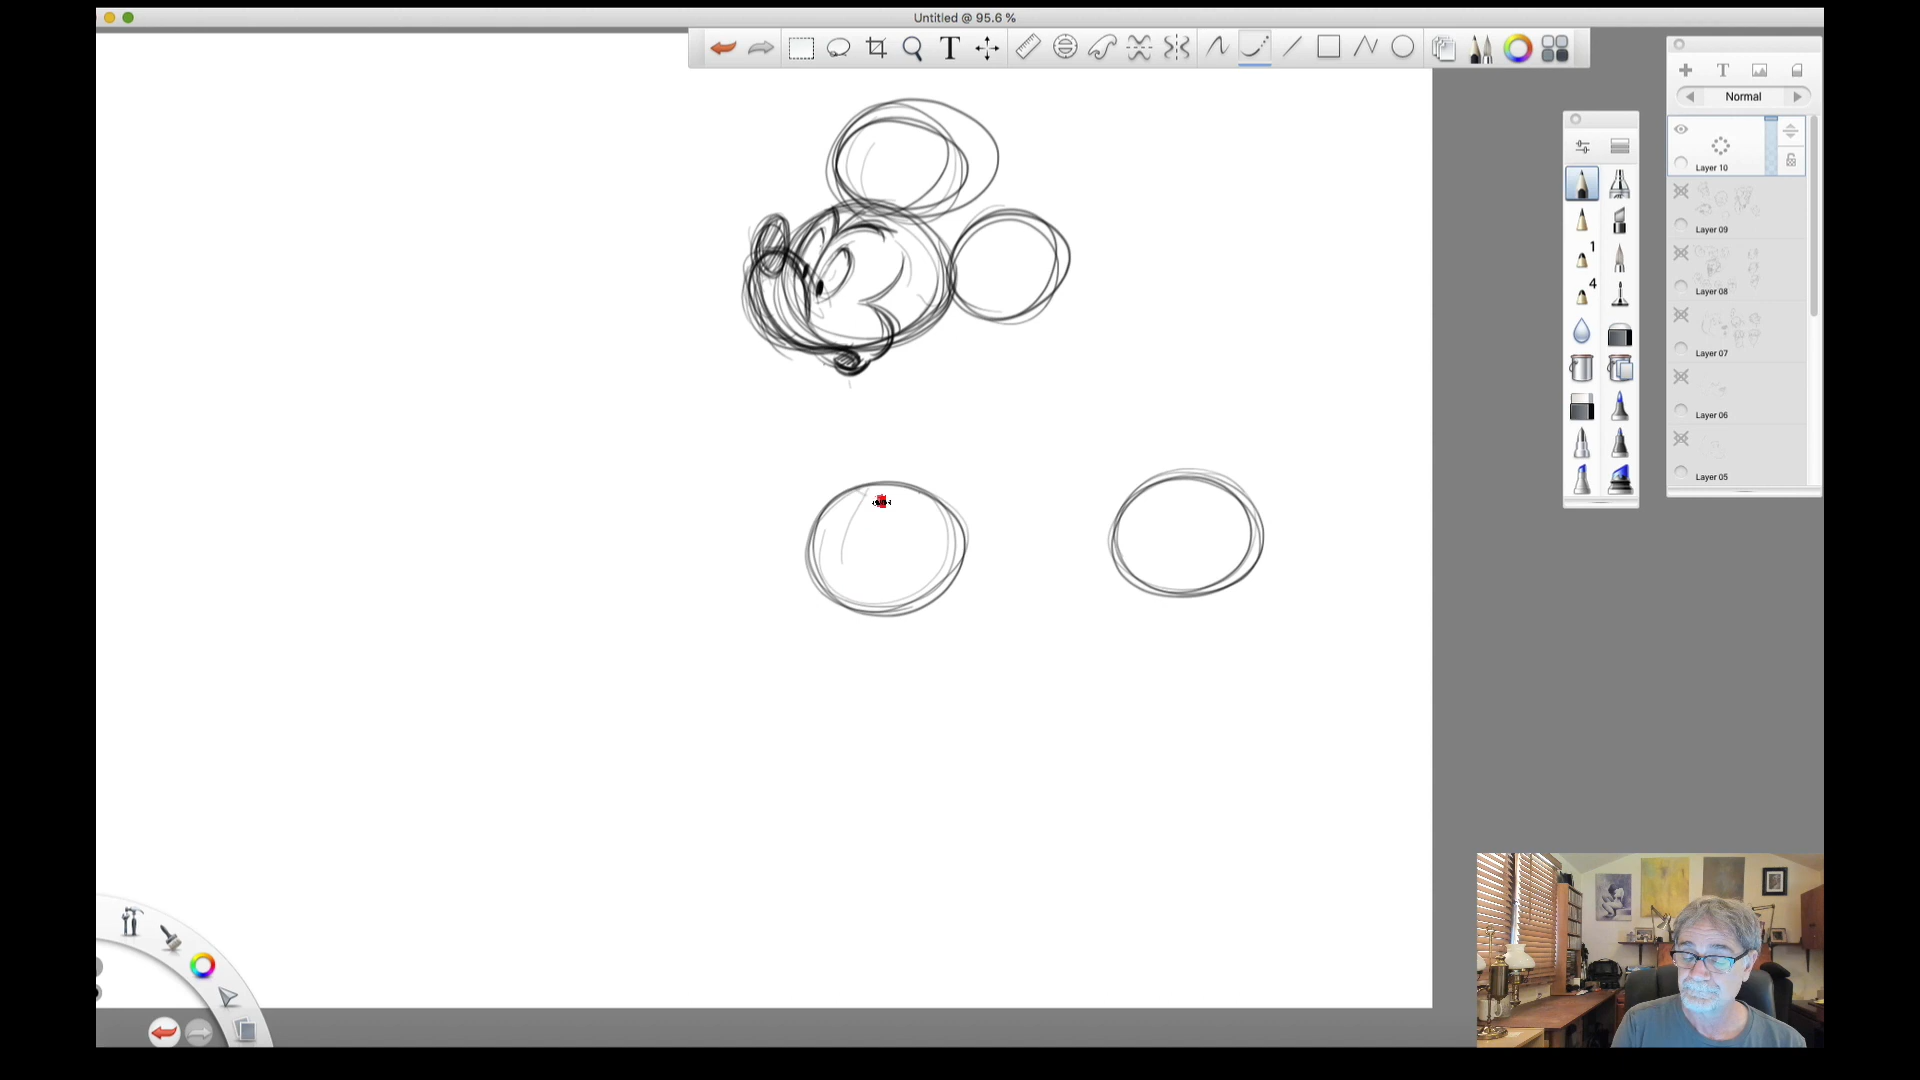 Untitled @ 95.6 %
T
T
Normal
Layer 10
Layer 09
1
Layer 08
4
Layer 07
Layer 06
Layer 05